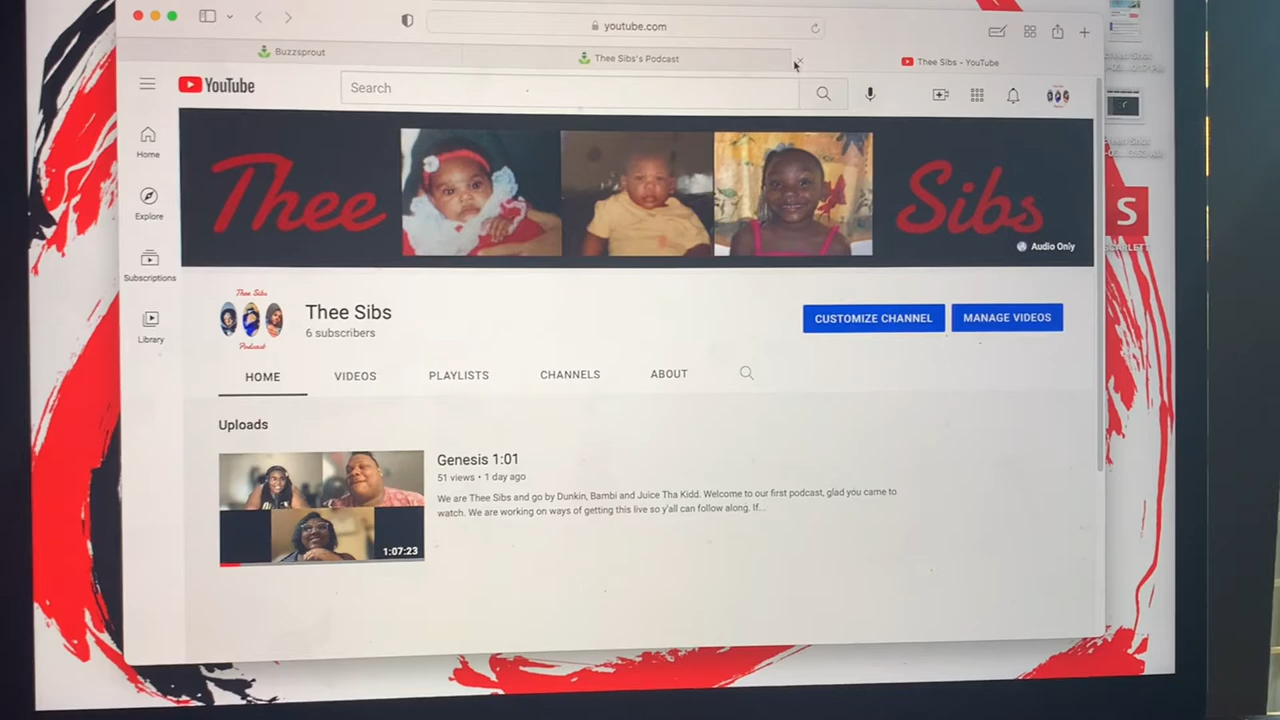 youtube.com
Buzzsprout
Thee Sibs's Podcast
Thee Sibs - YouTube
YouTube
Search
Home
Explore
Subscriptions
Library
Thee
Sibs
Audio Only
S
SCARLETT
Thee Sibs
Podcast
Thee Sibs
6 subscribers
CUSTOMIZE CHANNEL
MANAGE VIDEOS
HOME
VIDEOS
PLAYLISTS
CHANNELS
ABOUT
Uploads
1:07:23
Genesis 1:01
51 views • 1 day ago
We are Thee Sibs and go by Dunkin, Bambi and Juice Tha Kidd. Welcome to our first podcast, glad you came to
watch. We are working on ways of getting this live so y'all can follow along. If...